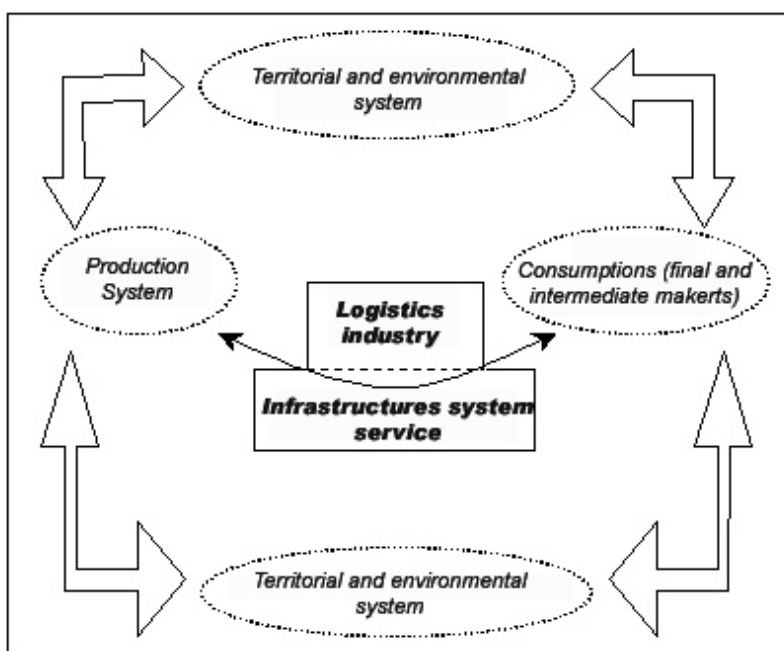 Territorial and environmental
system
Production
System
Consumptions (final and
intermediate makerts)
Logistics
industry
Infrastructures system
service
Territorial and environmental
system